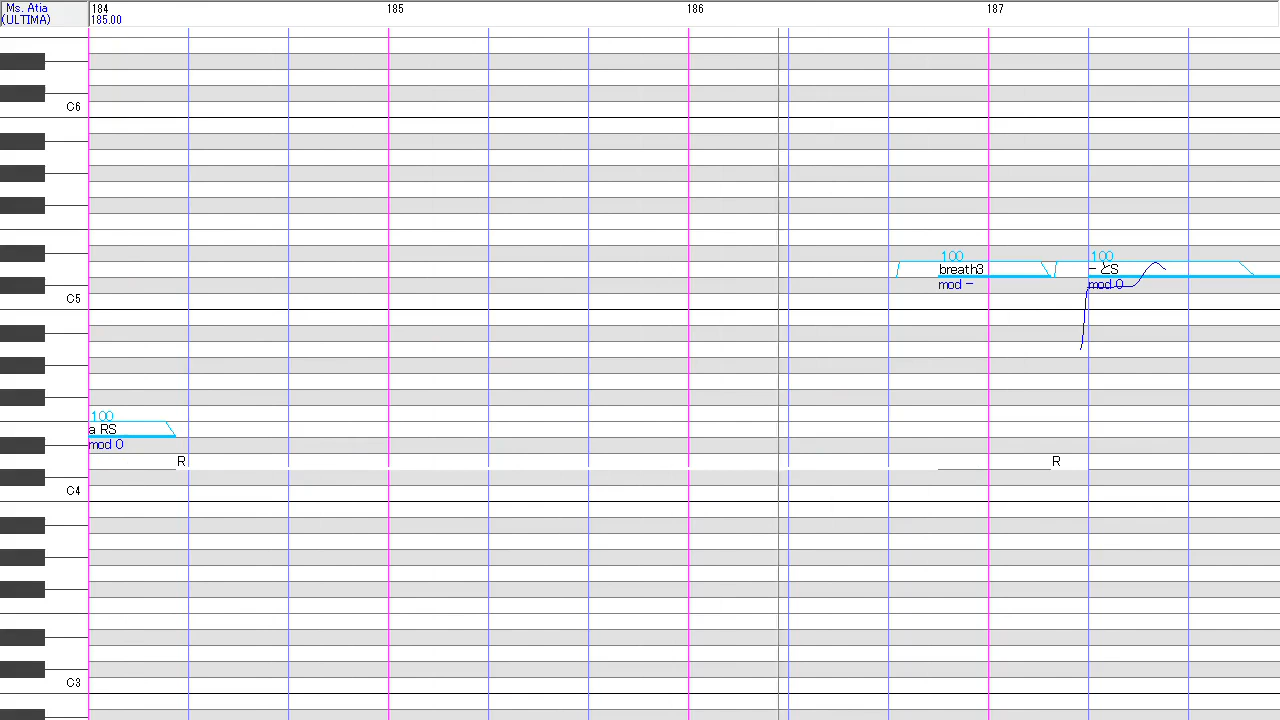 Ms. Atia
(ULTIMA)
184
185.00
185
186
187
C6
100
breath3
mod -
100
- とS
mod 0
C5
100
a RS
mod 0
R
R
C4
C3